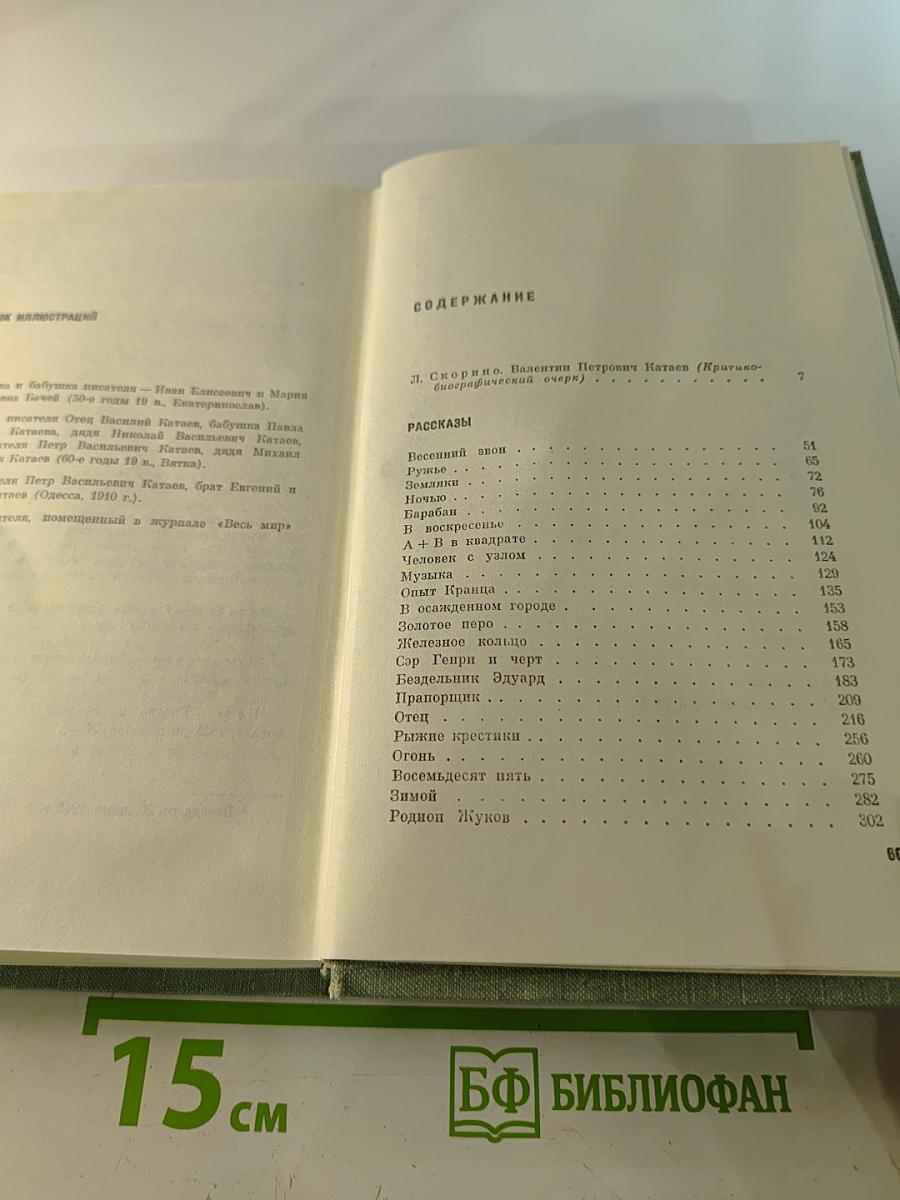 ОК ИЛЛЮСТРАЦИЙ
ка и бабушка писателя — Иван Елисеевич и Мария
вна Бачей (50-е годы 19 в., Екатеринослав).
писателя Отец Василий Катаев, бабушка Павла
Катаева, дядя Николай Васильевич Катаев,
теля Петр Васильевич Катаев, дядя Михаил
Катаев (60-е годы 19 в., Вятка).
еля Петр Васильевич Катаев, брат Евгений и
таев (Одесса, 1910 г.).
ателя, помещенный в журнале «Весь мир»
СОДЕРЖАНИЕ
Л. Скорино. Валентин Петрович Катаев (Критико-
биографический очерк) . . . . . . . . . . . 7
РАССКАЗЫ
Весенний звон . . . . . . . . . . . . . . 51
Ружье . . . . . . . . . . . . . . . . . 65
Земляки . . . . . . . . . . . . . . . . 72
Ночью . . . . . . . . . . . . . . . . . 76
Барабан . . . . . . . . . . . . . . . . 92
В воскресенье . . . . . . . . . . . . . . 104
А + В в квадрате . . . . . . . . . . . . . 112
Человек с узлом . . . . . . . . . . . . . 124
Музыка . . . . . . . . . . . . . . . . . 129
Опыт Кранца . . . . . . . . . . . . . . . 135
В осажденном городе . . . . . . . . . . . . 153
Золотое перо . . . . . . . . . . . . . . . 158
Железное кольцо . . . . . . . . . . . . . 165
Сэр Генри и черт . . . . . . . . . . . . . 173
Бездельник Эдуард . . . . . . . . . . . . 183
Прапорщик . . . . . . . . . . . . . . . . 209
Отец . . . . . . . . . . . . . . . . . . 216
Рыжие крестики . . . . . . . . . . . . . . 256
Огонь . . . . . . . . . . . . . . . . . 260
Восемьдесят пять . . . . . . . . . . . . . 275
Зимой . . . . . . . . . . . . . . . . . 282
Родион Жуков . . . . . . . . . . . . . . 302
60
15 см
БФ БИБЛИОФАН